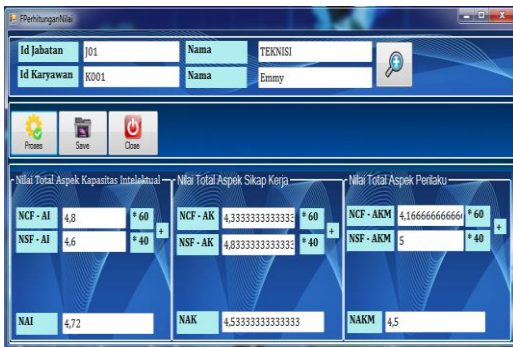 FPerhitunganNilai
Id Jabatan J01 Nama TEKNISI
Id Karyawan K001 Nama Emmy
Proses Save Close
Nilai Total Aspek Kapasitas Intelektual
NCF - AI 4,8 * 60
NSF - AI 4,6 * 40
+
NAI 4,72
Nilai Total Aspek Sikap Kerja
NCF - AK 4,3333333333333 * 60
NSF - AK 4,8333333333333 * 40
+
NAK 4,53333333333333
Nilai Total Aspek Perilaku
NCF - AKM 4,1666666666666 * 60
NSF - AKM 5 * 40
+
NAKM 4,5